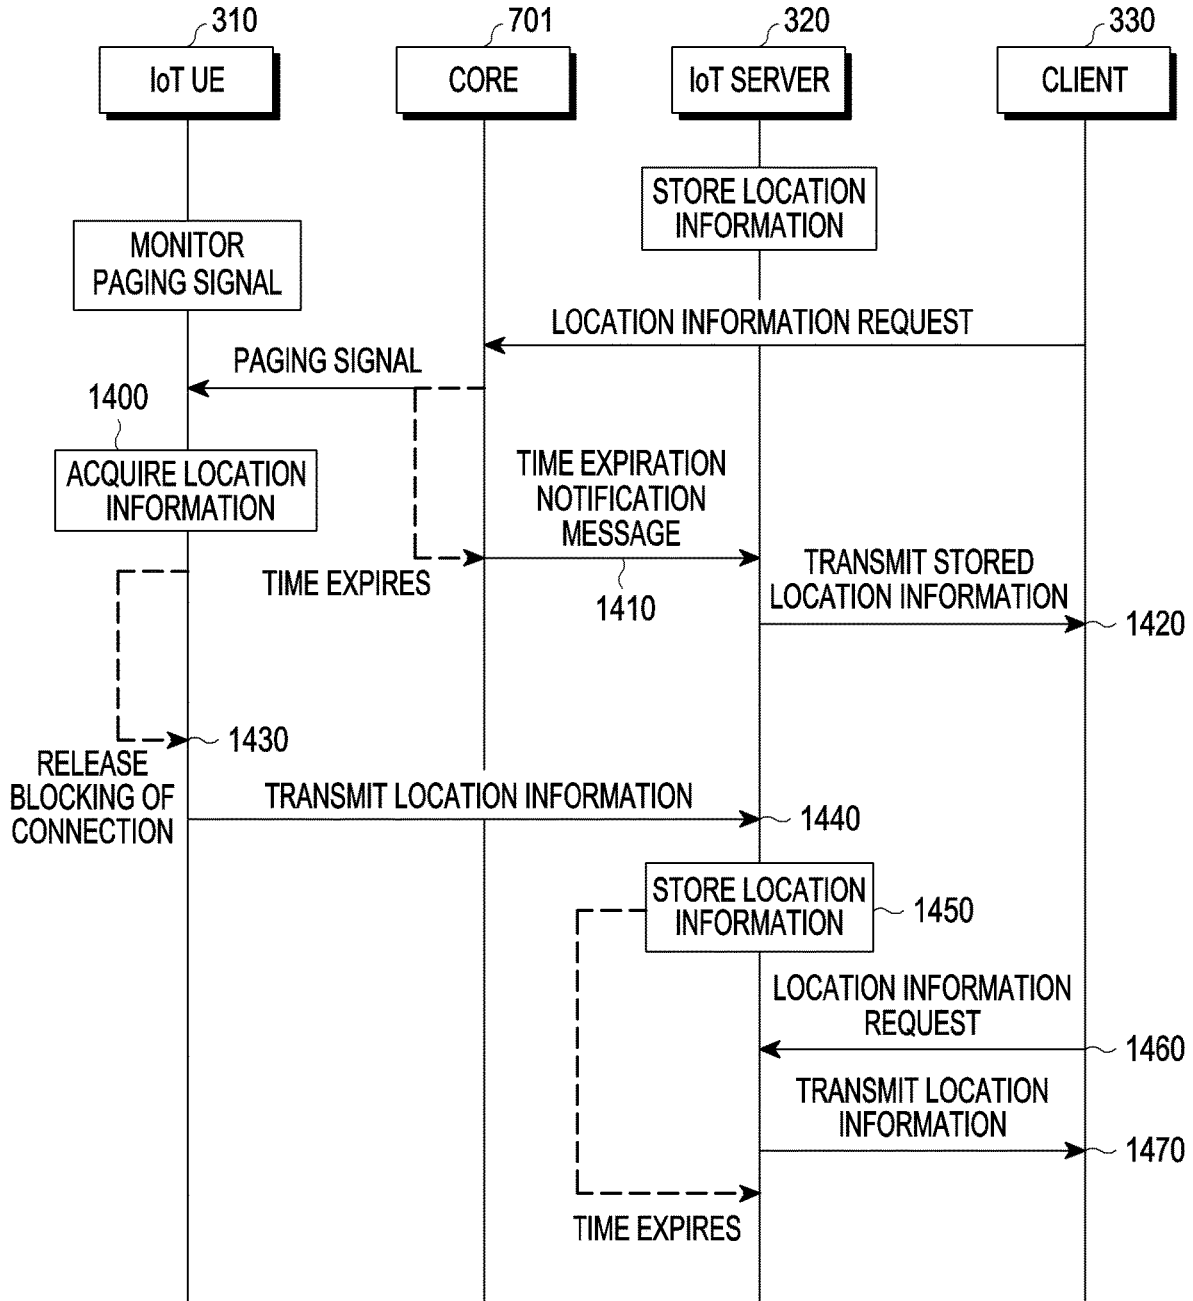 310
701
320
330
IoT UE
CORE
IoT SERVER
CLIENT
STORE LOCATION
INFORMATION
MONITOR
PAGING SIGNAL
LOCATION INFORMATION REQUEST
PAGING SIGNAL
1400
ACQUIRE LOCATION
INFORMATION
TIME EXPIRATION
NOTIFICATION
MESSAGE
TIME EXPIRES
1410
TRANSMIT STORED
LOCATION INFORMATION
1420
1430
RELEASE
BLOCKING OF
CONNECTION
TRANSMIT LOCATION INFORMATION
1440
STORE LOCATION
INFORMATION
1450
LOCATION INFORMATION
REQUEST
1460
TRANSMIT LOCATION
INFORMATION
1470
TIME EXPIRES